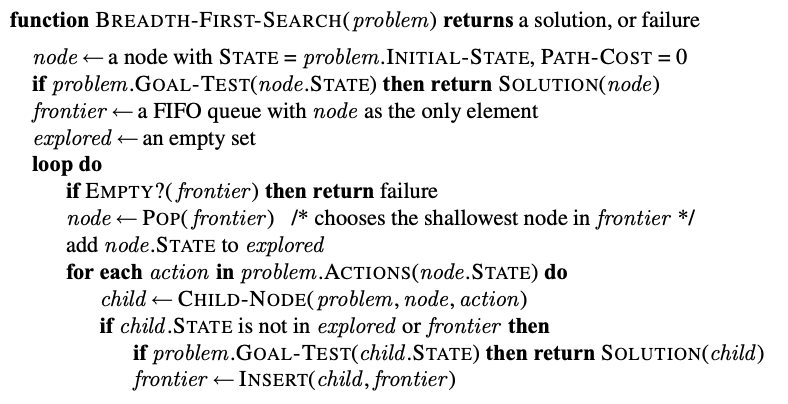 function BREADTH-FIRST-SEARCH(problem) returns a solution, or failure
node ← a node with STATE = problem.INITIAL-STATE, PATH-COST = 0
if problem.GOAL-TEST(node.STATE) then return SOLUTION(node)
frontier ← a FIFO queue with node as the only element
explored ← an empty set
loop do
if EMPTY?(frontier) then return failure
node ← POP(frontier) /* chooses the shallowest node in frontier */
add node.STATE to explored
for each action in problem.ACTIONS(node.STATE) do
child ← CHILD-NODE(problem, node, action)
if child.STATE is not in explored or frontier then
if problem.GOAL-TEST(child.STATE) then return SOLUTION(child)
frontier ← INSERT(child, frontier)